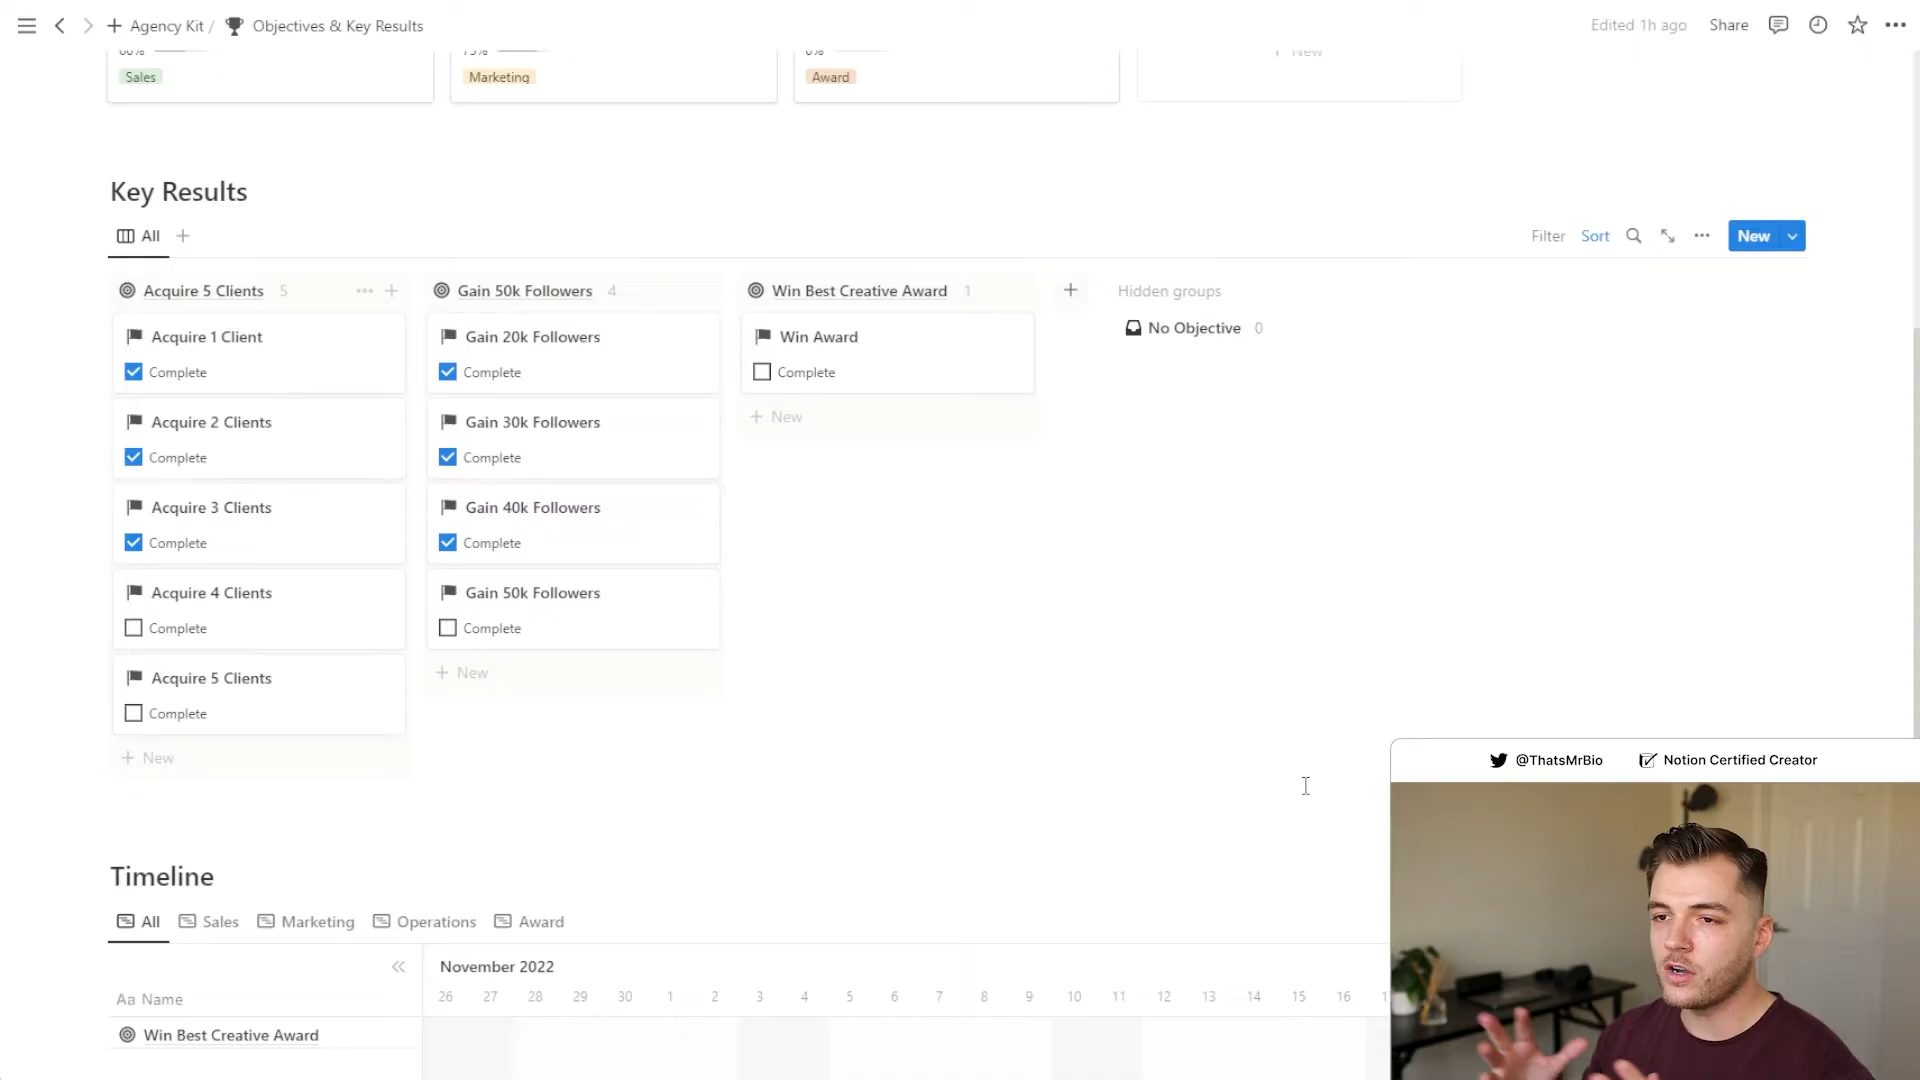 Agency Kit / Objectives & Key Results
Edited 1h ago Share
60% 75% 0% New
Sales Marketing Award
Key Results
All
Filter Sort New
Acquire 5 Clients 5 Gain 50k Followers 4 Win Best Creative Award 1 Hidden groups
No Objective 0
Acquire 1 Client Gain 20k Followers Win Award
Complete Complete Complete
New
Acquire 2 Clients Gain 30k Followers
Complete Complete
Acquire 3 Clients Gain 40k Followers
Complete Complete
Acquire 4 Clients Gain 50k Followers
Complete Complete
New
Acquire 5 Clients
Complete
New
@ThatsMrBio Notion Certified Creator
Timeline
All Sales Marketing Operations Award
November 2022
Aa Name
26 27 28 29 30 1 2 3 4 5 6 7 8 9 10 11 12 13 14 15 16
Win Best Creative Award